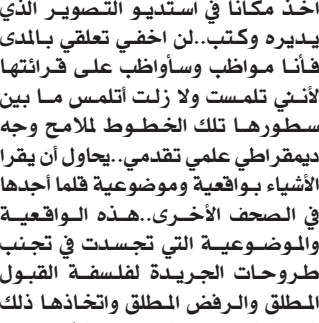 اخذ مكانا في استديو التصوير الذي
يديره وكتب..لن اخفي تعلقي بالمدى
فأنا مواظب وسأواظب على قرائتها
لأنني تلمست ولا زلت أتلمس ما بين
سطورها تلك الخطوط لملامح وجه
ديمقراطي علمي تقدمي..يحاول أن يقرا
الأشياء بواقعية وموضوعية قلما أجدها
في الصحف الأخرى..هذه الواقعية
والموضوعية التي تجسدت في تجنب
طروحات الجريدة لفلسفة القبول
المطلق والرفض المطلق واتخاذها ذلك